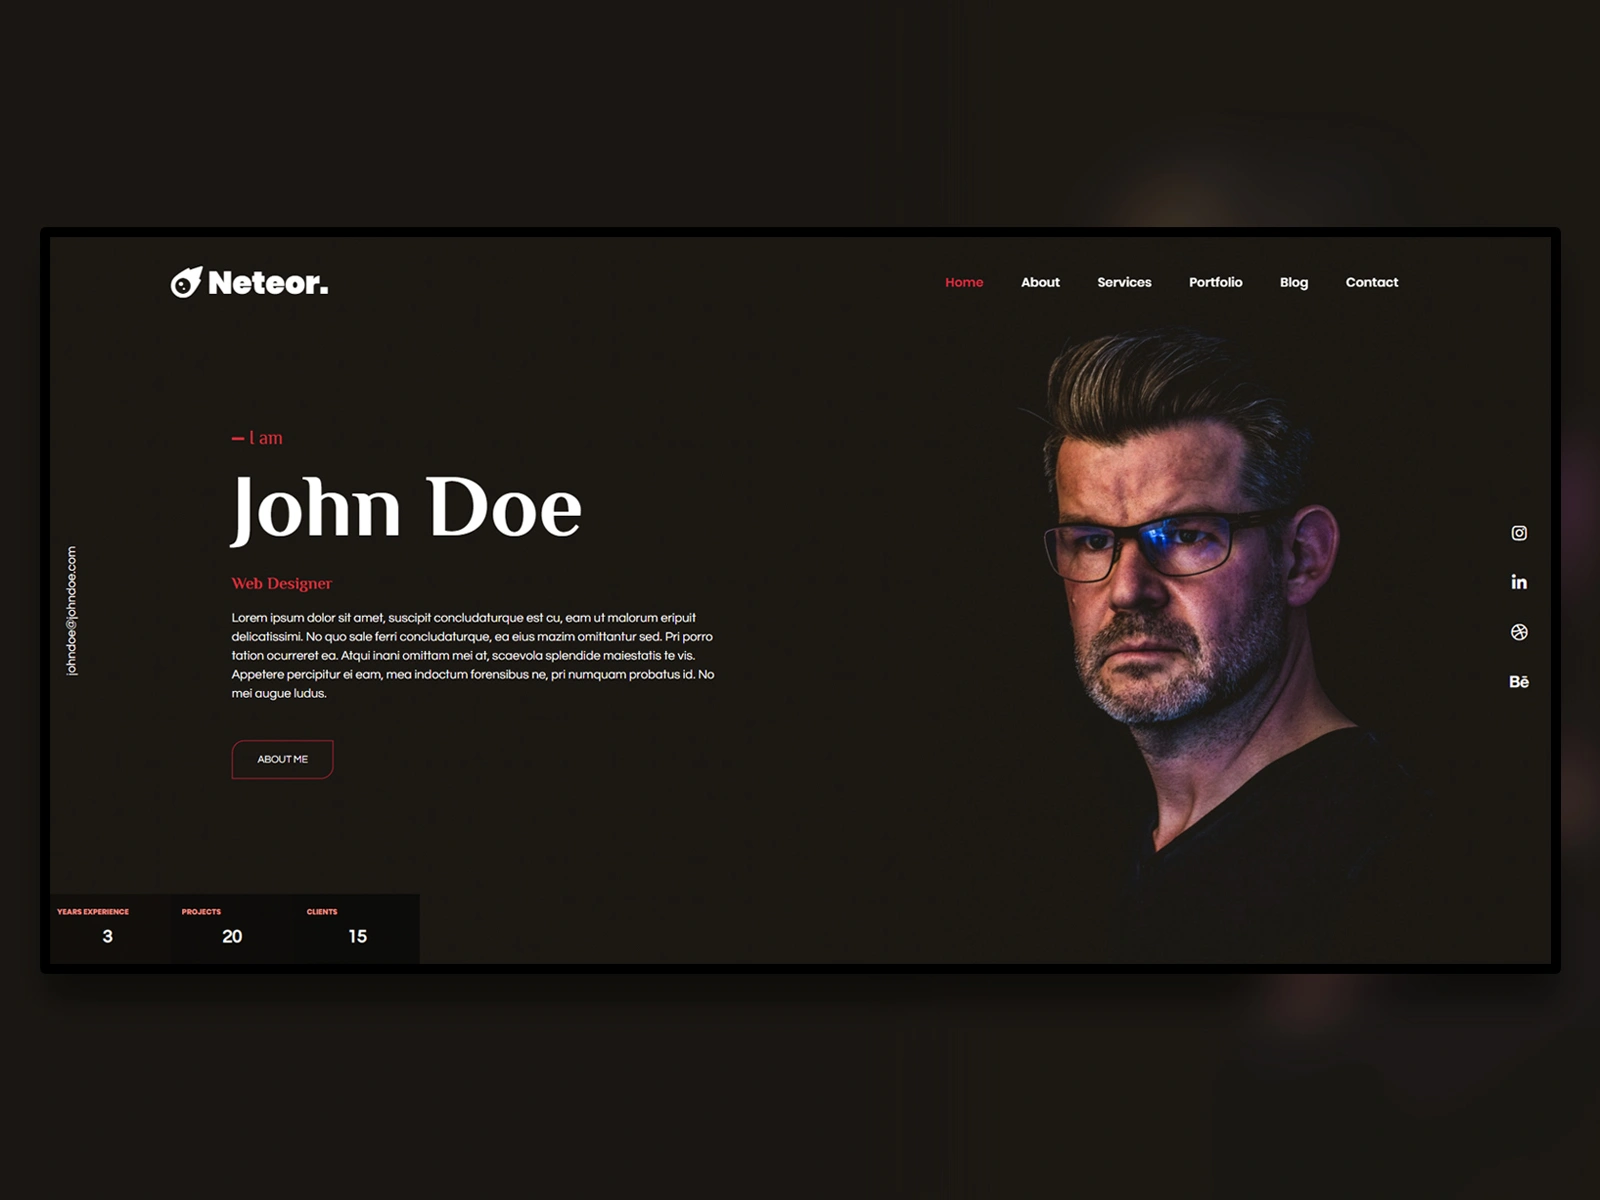 Neteor.
Home About Services Portfolio Blog Contact
I am
John Doe
Web Designer
Lorem ipsum dolor sit amet, suscipit concludaturque est cu, eam ut malorum eripuit
delicatissimi. No quo sale ferri concludaturque, ea eius mazim omittantur sed. Pri porro
tation ocurreret ea. Atqui inani omittam mei at, scaevola splendide maiestatis te vis.
Appetere percipitur ei eam, mea indoctum forensibus ne, pri numquam probatus id. No
mei augue ludus.
ABOUT ME
johndoe@johndoe.com
in
Bē
YEARS EXPERIENCE PROJECTS CLIENTS
3 20 15